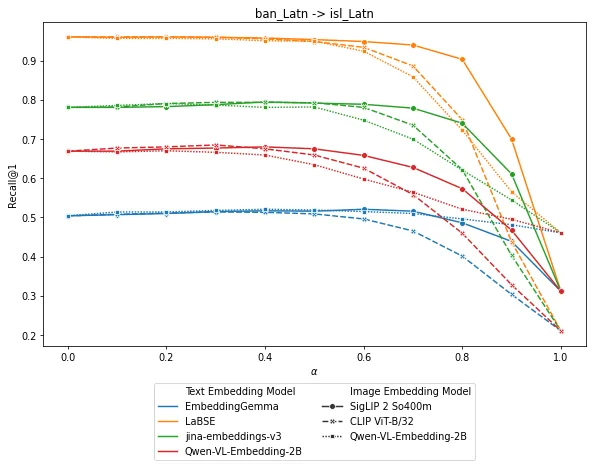 ban_Latn -> isl_Latn
Recall@1
0.9
0.8
0.7
0.6
0.5
0.4
0.3
0.2
0.0
0.2
0.4
0.6
0.8
1.0
α
Text Embedding Model
EmbeddingGemma
LaBSE
jina-embeddings-v3
Qwen-VL-Embedding-2B
Image Embedding Model
SigLIP 2 So400m
CLIP ViT-B/32
Qwen-VL-Embedding-2B